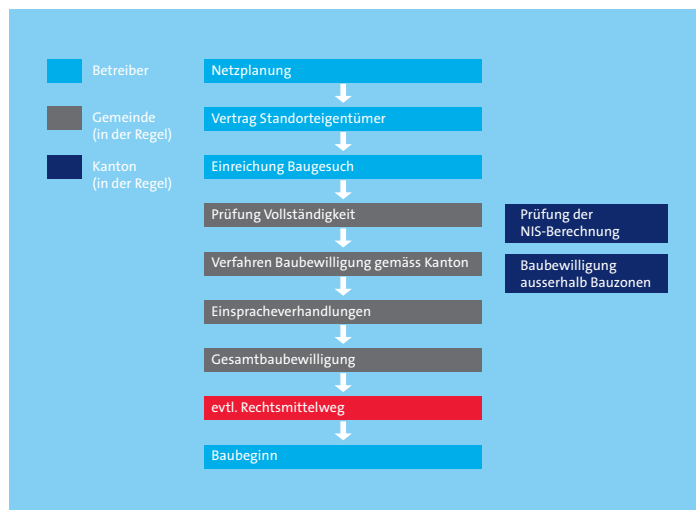 Betreiber
Gemeinde
(in der Regel)
Kanton
(in der Regel)
Netzplanung
Vertrag Standorteigentümer
Einreichung Baugesuch
Prüfung Vollständigkeit
Verfahren Baubewilligung gemäss Kanton
Einspracheverhandlungen
Gesamtbaubewilligung
evtl. Rechtsmittelweg
Baubeginn
Prüfung der
NIS-Berechnung
Baubewilligung
ausserhalb Bauzonen